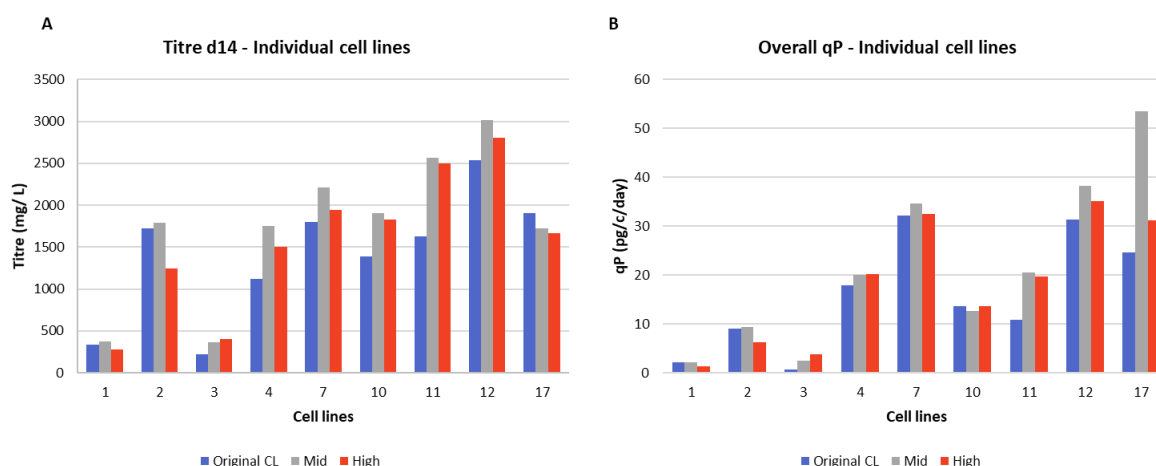 A
Titre d14 - Individual cell lines
3500
3000
2500
2000
1500
1000
500
0
Titre (mg/ L)
1 2 3 4 7 10 11 12 17
Cell lines
Original CL Mid High
B
Overall qP - Individual cell lines
60
50
40
30
20
10
0
qP (pg/c/day)
1 2 3 4 7 10 11 12 17
Cell lines
Original CL Mid High